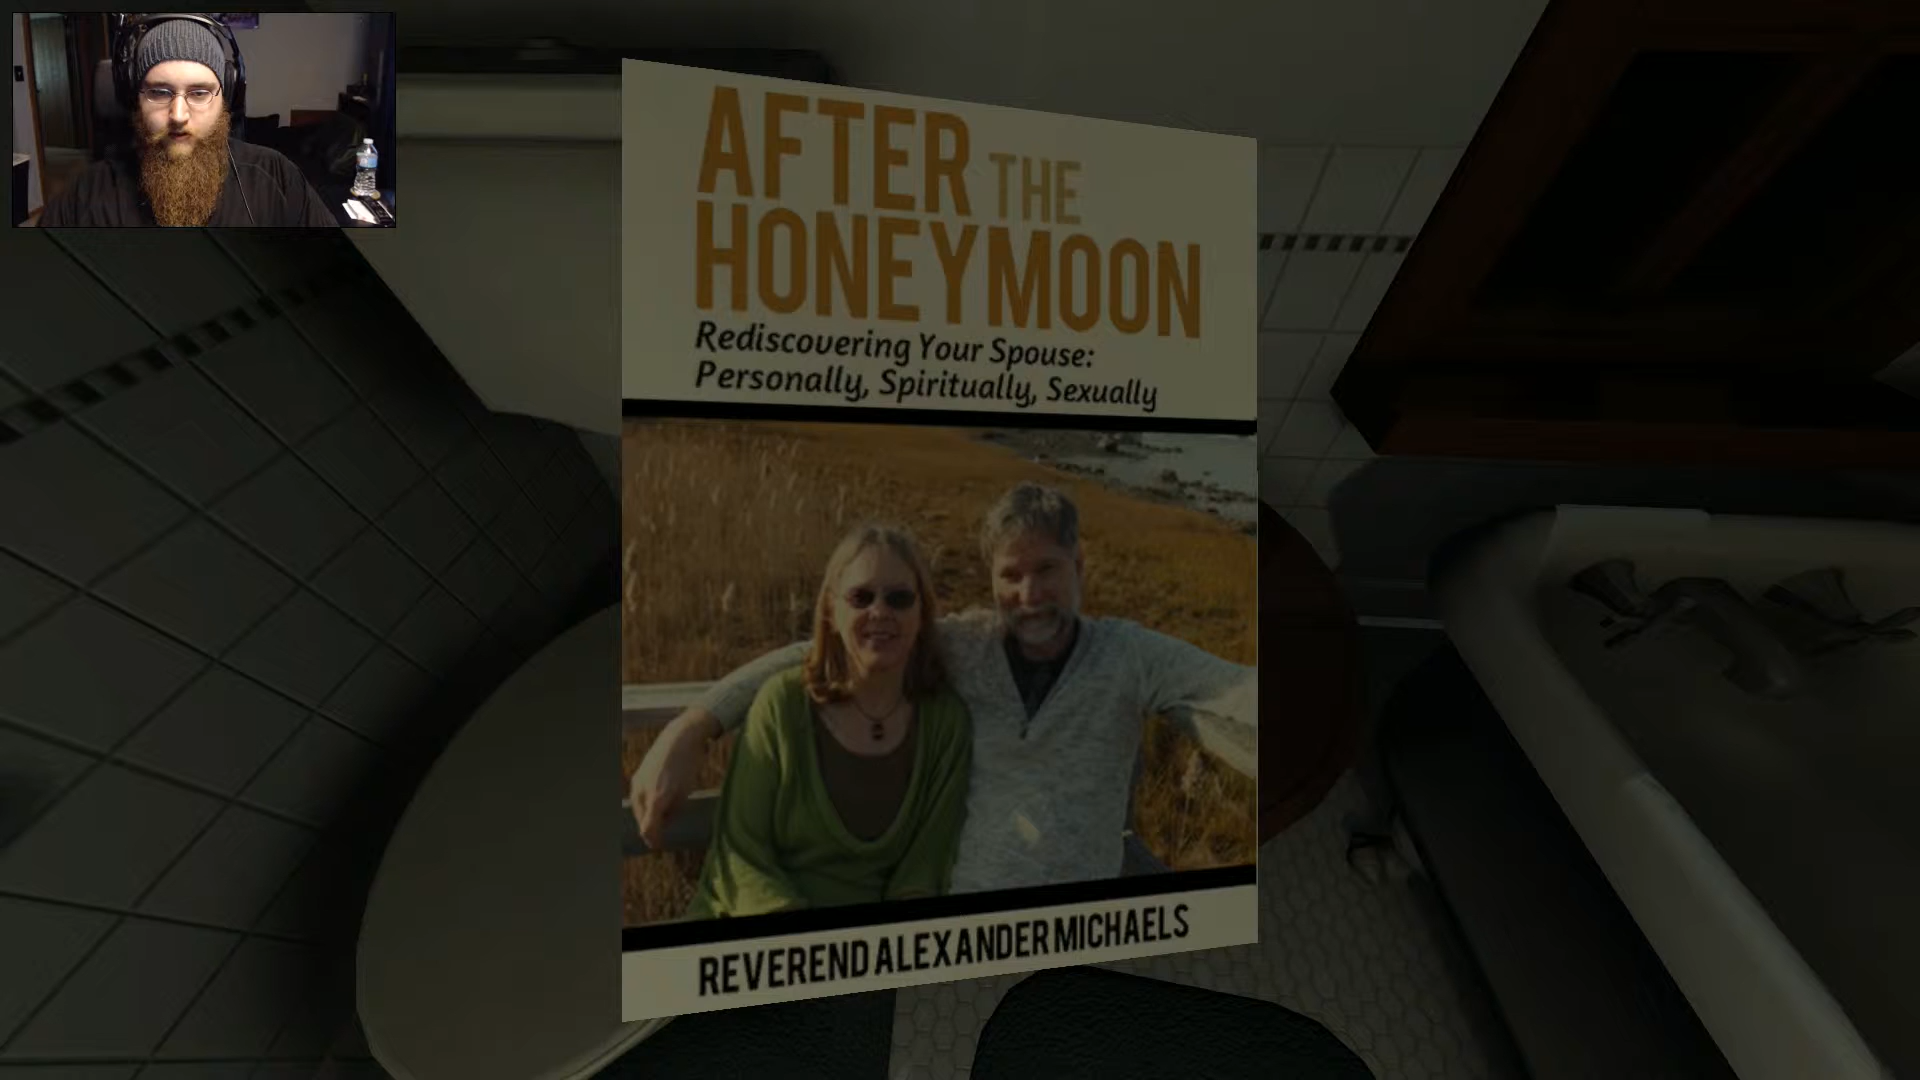 AFTER THE
HONEYMOON
Rediscovering Your Spouse:
Personally, Spiritually, Sexually
REVEREND ALEXANDER MICHAELS